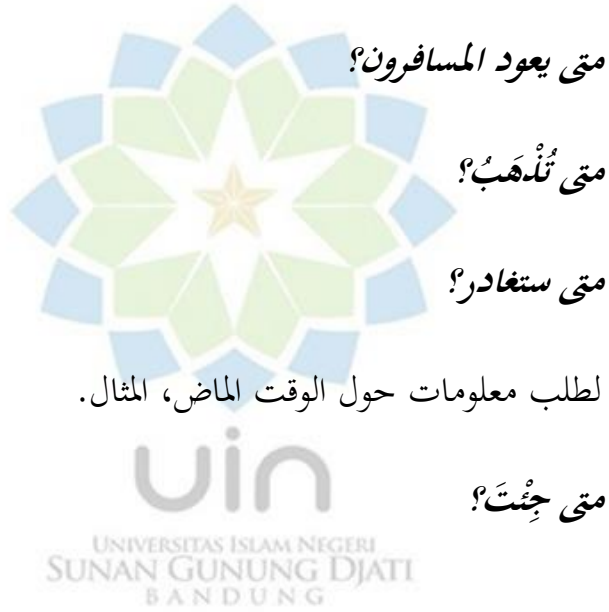 متى يعود المسافرون؟
متى تُذْهَبُ؟
متى ستغادر؟
لطلب معلومات حول الوقت الماض، المثال.
متى جِئْتَ؟
uin
UNIVERSITAS ISLAM NEGERI
SUNAN GUNUNG DJATI
BANDUNG